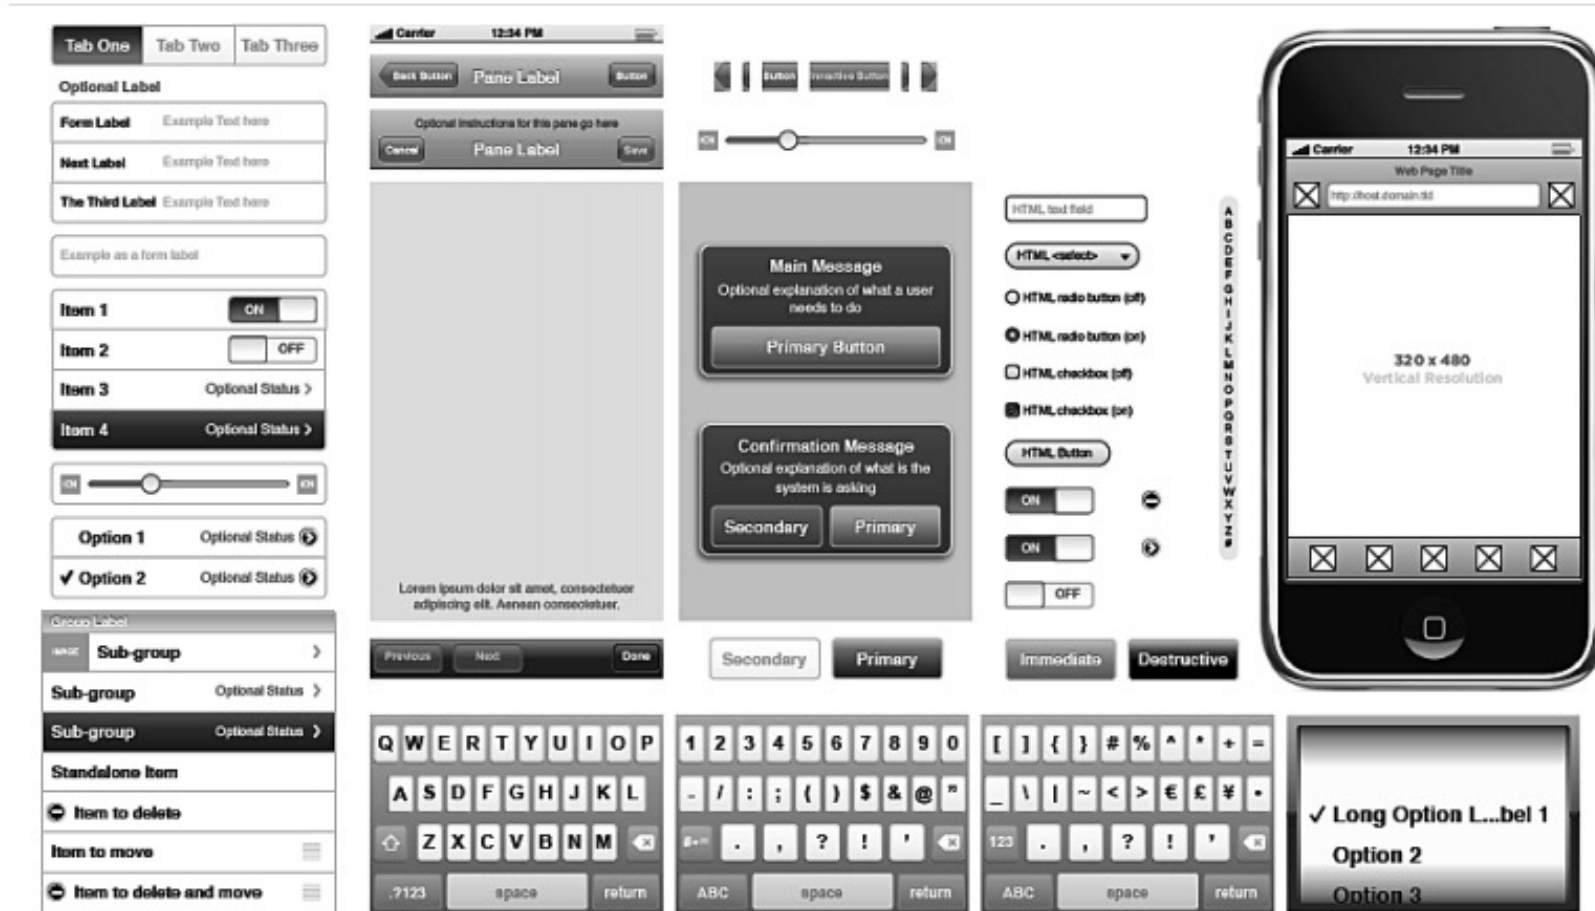 Tab One Tab Two Tab Three
Optional Label
Form Label Example Text here
Next Label Example Text here
The Third Label Example Text here
Example as a form label
Item 1 ON
Item 2 OFF
Item 3 Optional Status >
Item 4 Optional Status >
ICN ICN
Option 1 Optional Status
✓ Option 2 Optional Status
Group Label
IMAGE Sub-group >
Sub-group Optional Status >
Sub-group Optional Status >
Standalone Item
Item to delete
Item to move
Item to delete and move
Carrier 12:34 PM
Back Button Pane Label Button
Optional instructions for this pane go here
Cancel Pane Label Save
Lorem ipsum dolor sit amet, consectetuer
adipiscing elit. Aenean consectetuer.
Previous Next Done
Button Inactive Button
ICN ICN
Main Message
Optional explanation of what a user
needs to do
Primary Button
Confirmation Message
Optional explanation of what is the
system is asking
Secondary Primary
Secondary Primary
HTML text field
HTML <select>
HTML radio button (off)
HTML radio button (on)
HTML checkbox (off)
HTML checkbox (on)
HTML Button
ON
ON
OFF
Immediate Destructive
A
B
C
D
E
F
G
H
I
J
K
L
M
N
O
P
Q
R
S
T
U
V
W
X
Y
Z
#
Carrier 12:34 PM
Web Page Title
http://host.domain.tld
320 x 480
Vertical Resolution
Q W E R T Y U I O P
A S D F G H J K L
Z X C V B N M
.?123 space return
1 2 3 4 5 6 7 8 9 0
- / : ; ( ) $ & @ "
#+= . , ? ! '
ABC space return
[ ] { } # % ^ * + =
_ \ | ~ < > € £ ¥ •
123 . , ? ! '
ABC space return
✓ Long Option L...bel 1
Option 2
Option 3